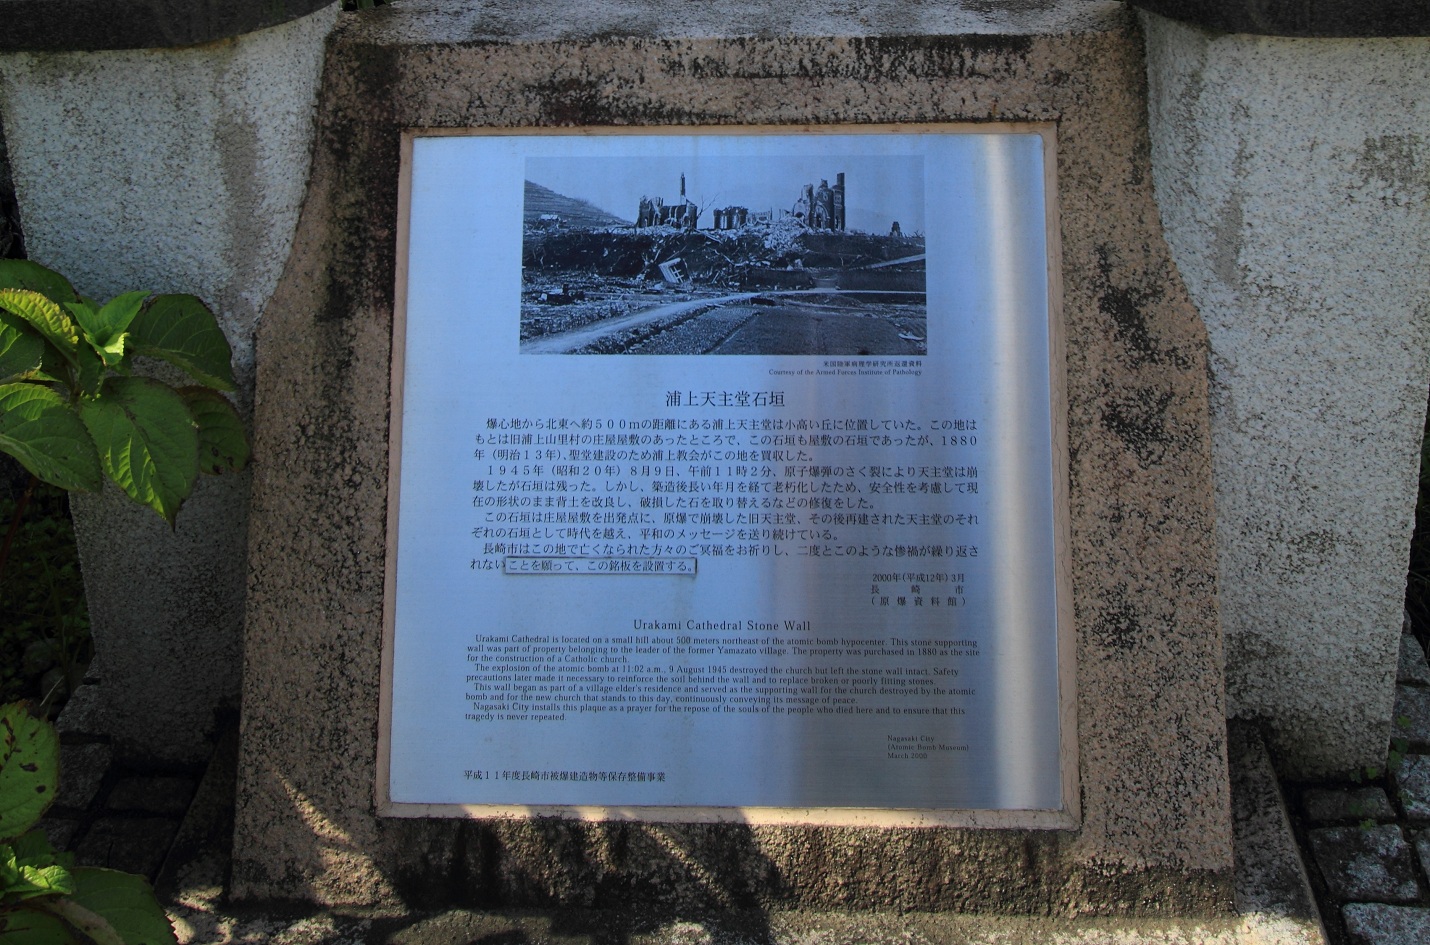 米国陸軍病理学研究所返還資料
Courtesy of the Armed Forces Institute of Pathology
浦上天主堂石垣
爆心地から北東へ約500mの距離にある浦上天主堂は小高い丘に位置していた。この地は
もとは旧浦上山里村の庄屋屋敷のあったところで、この石垣も屋敷の石垣であったが、1880
年(明治13年)、聖堂建設のため浦上教会がこの地を買収した。
1945年(昭和20年)8月9日、午前11時2分、原子爆弾のさく裂により天主堂は崩
壊したが石垣は残った。しかし、築造後長い年月を経て老朽化したため、安全性を考慮して現
在の形状のまま背土を改良し、破損した石を取り替えるなどの修復をした。
この石垣は庄屋屋敷を出発点に、原爆で崩壊した旧天主堂、その後再建された天主堂のそれ
ぞれの石垣として時代を越え、平和のメッセージを送り続けている。
長崎市はこの地で亡くなられた方々のご冥福をお祈りし、二度とこのような惨禍が繰り返さ
れないことを願って、この銘板を設置する。
2000年(平成12年)3月
長崎市
(原爆資料館)
Urakami Cathedral Stone Wall
Urakami Cathedral is located on a small hill about 500 meters northeast of the atomic bomb hypocenter. This stone supporting
wall was part of property belonging to the leader of the former Yamazato village. The property was purchased in 1880 as the site
for the construction of a Catholic church.
The explosion of the atomic bomb at 11:02 a.m., 9 August 1945 destroyed the church but left the stone wall intact. Safety
precautions later made it necessary to reinforce the soil behind the wall and to replace broken or poorly fitting stones.
This wall began as part of a village elder's residence and served as the supporting wall for the church destroyed by the atomic
bomb and for the new church that stands to this day, continuously conveying its message of peace.
Nagasaki City installs this plaque as a prayer for the repose of the souls of the people who died here and to ensure that this
tragedy is never repeated.
Nagasaki City
(Atomic Bomb Museum)
March 2000
平成11年度長崎市被爆建造物等保存整備事業